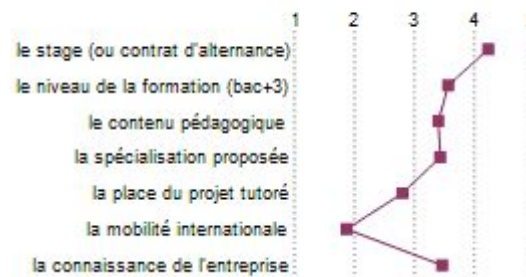 1 2 3 4
le stage (ou contrat d'alternance)
le niveau de la formation (bac+3)
le contenu pédagogique
la spécialisation proposée
la place du projet tutoré
la mobilité internationale
la connaissance de l'entreprise